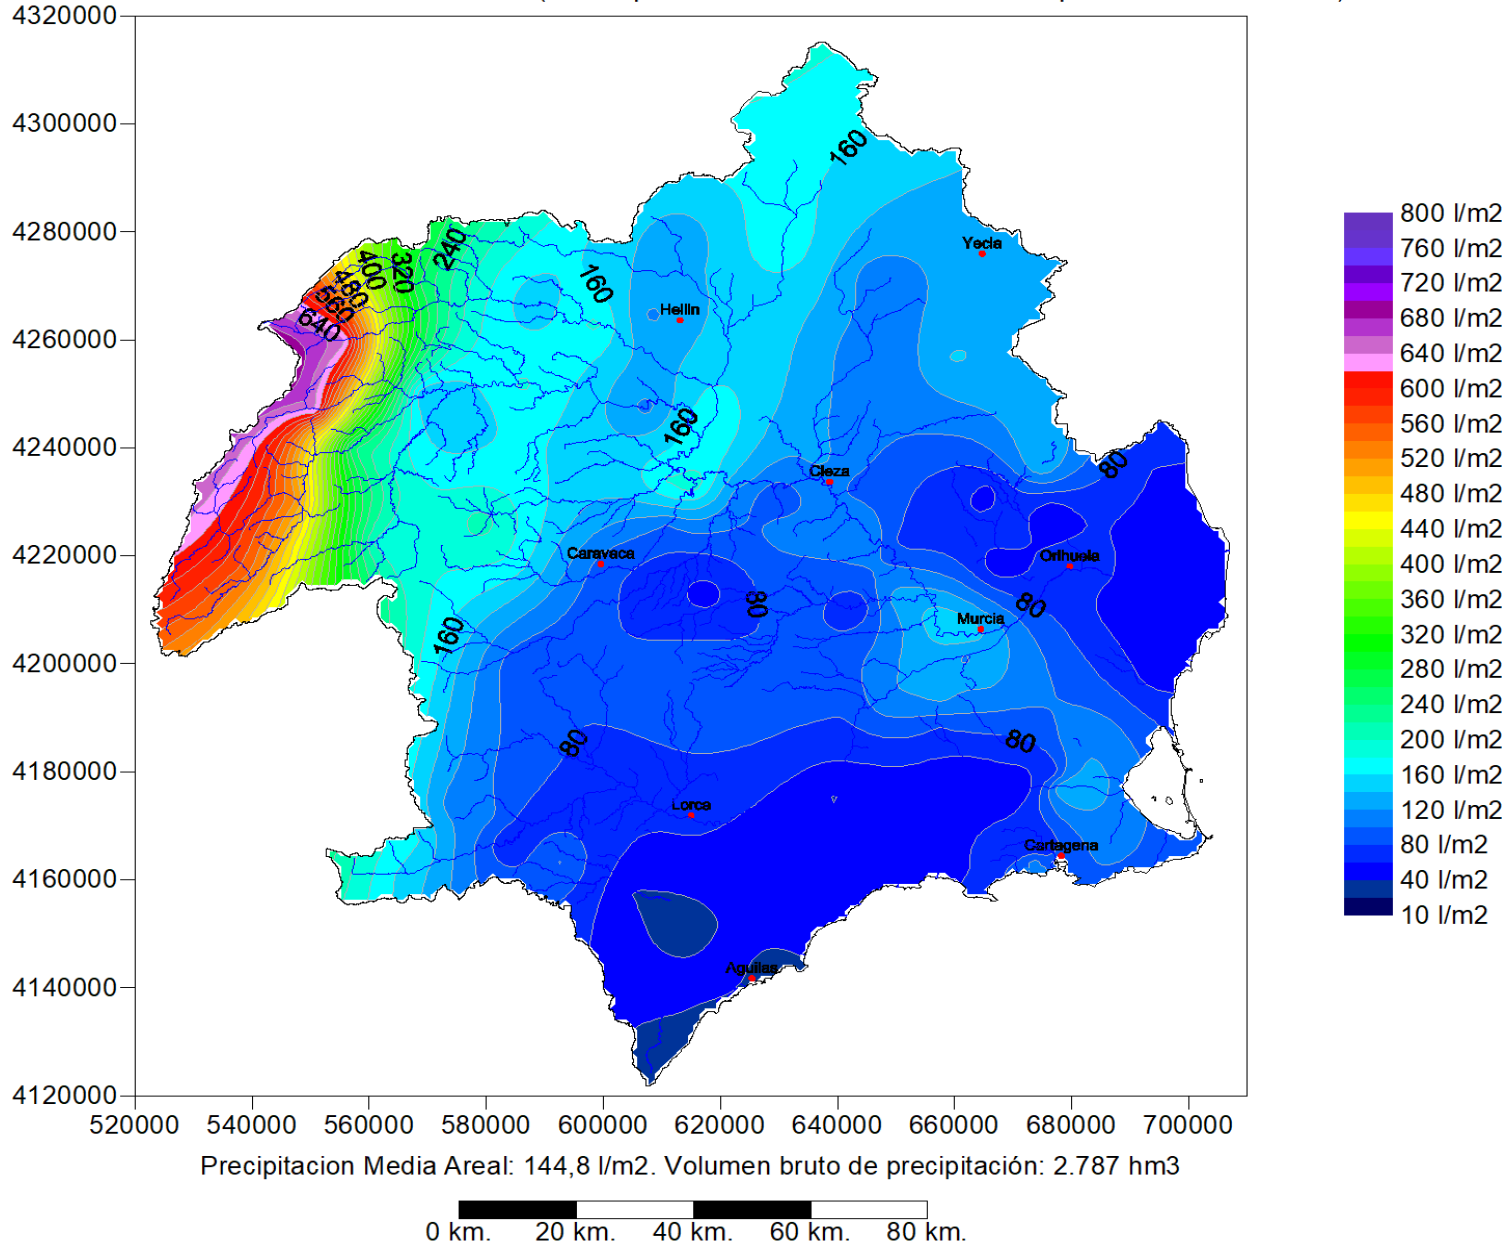 4320000
4300000
4280000
4260000
4240000
4220000
4200000
4180000
4160000
4140000
4120000
520000 540000 560000 580000 600000 620000 640000 660000 680000 700000
160
240
320
400
480
560
640
160
Yecla
Hellin
160
Cieza
80
Caravaca
Orihuela
80
80
Murcia
160
80
80
Lorca
Cartagena
Aguilas
800 l/m2
760 l/m2
720 l/m2
680 l/m2
640 l/m2
600 l/m2
560 l/m2
520 l/m2
480 l/m2
440 l/m2
400 l/m2
360 l/m2
320 l/m2
280 l/m2
240 l/m2
200 l/m2
160 l/m2
120 l/m2
80 l/m2
40 l/m2
10 l/m2
Precipitacion Media Areal: 144,8 l/m2. Volumen bruto de precipitación: 2.787 hm3
0 km. 20 km. 40 km. 60 km. 80 km.